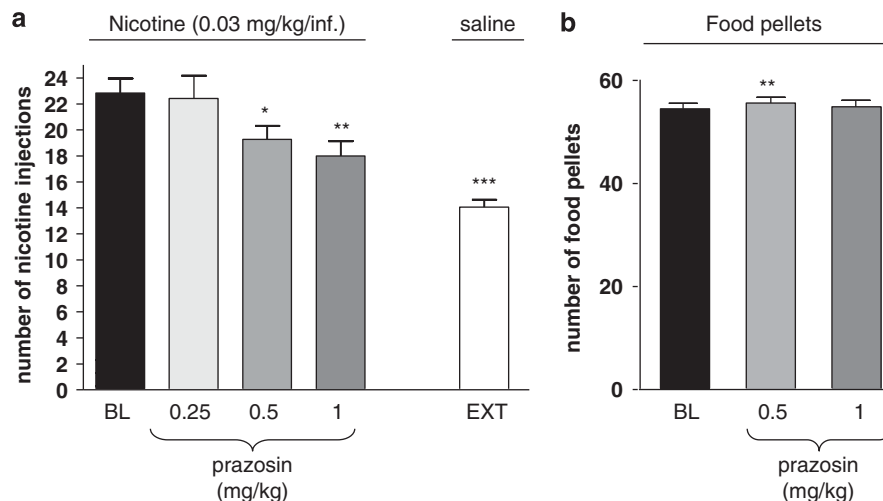 a
Nicotine (0.03 mg/kg/inf.)
saline
number of nicotine injections
24
22
20
18
16
14
12
10
8
6
4
2
0
*
**
***
BL
0.25
0.5
1
EXT
prazosin
(mg/kg)
b
Food pellets
number of food pellets
60
40
20
0
**
BL
0.5
1
prazosin
(mg/kg)